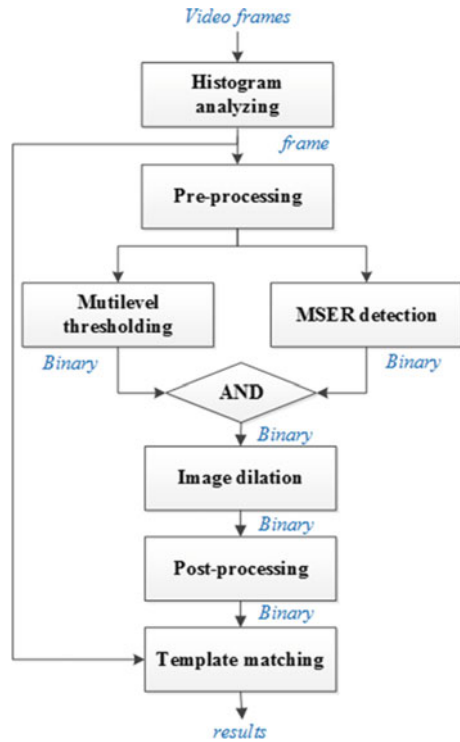 Video frames
Histogram
analyzing
frame
Pre-processing
Mutilevel
thresholding
MSER detection
Binary
Binary
AND
Binary
Image dilation
Binary
Post-processing
Binary
Template matching
results